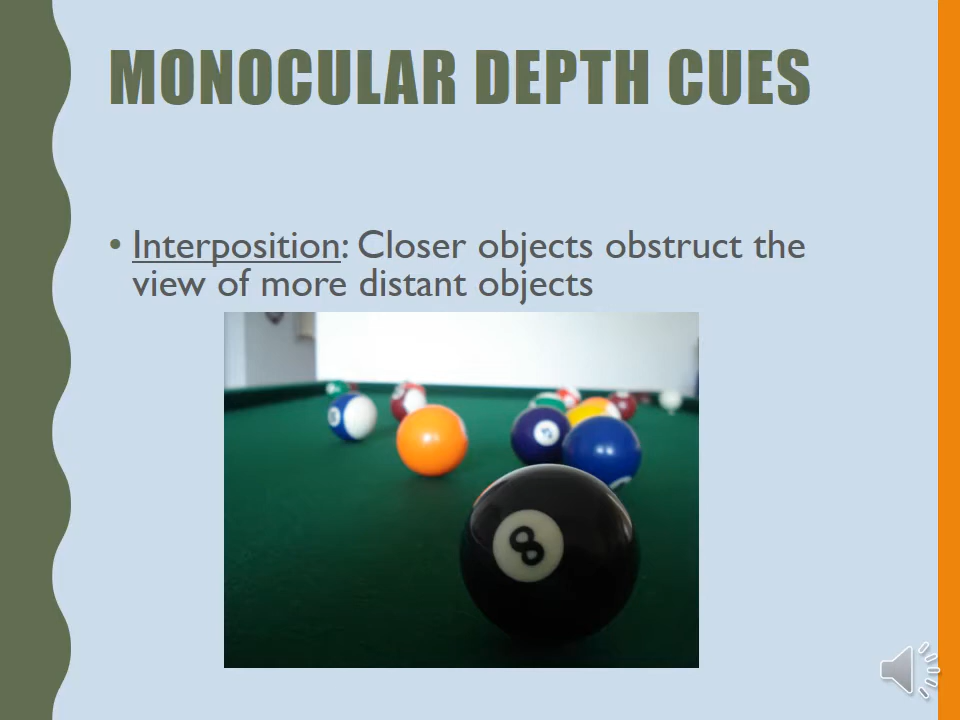 MONOCULAR DEPTH CUES
• Interposition: Closer objects obstruct the
view of more distant objects
8